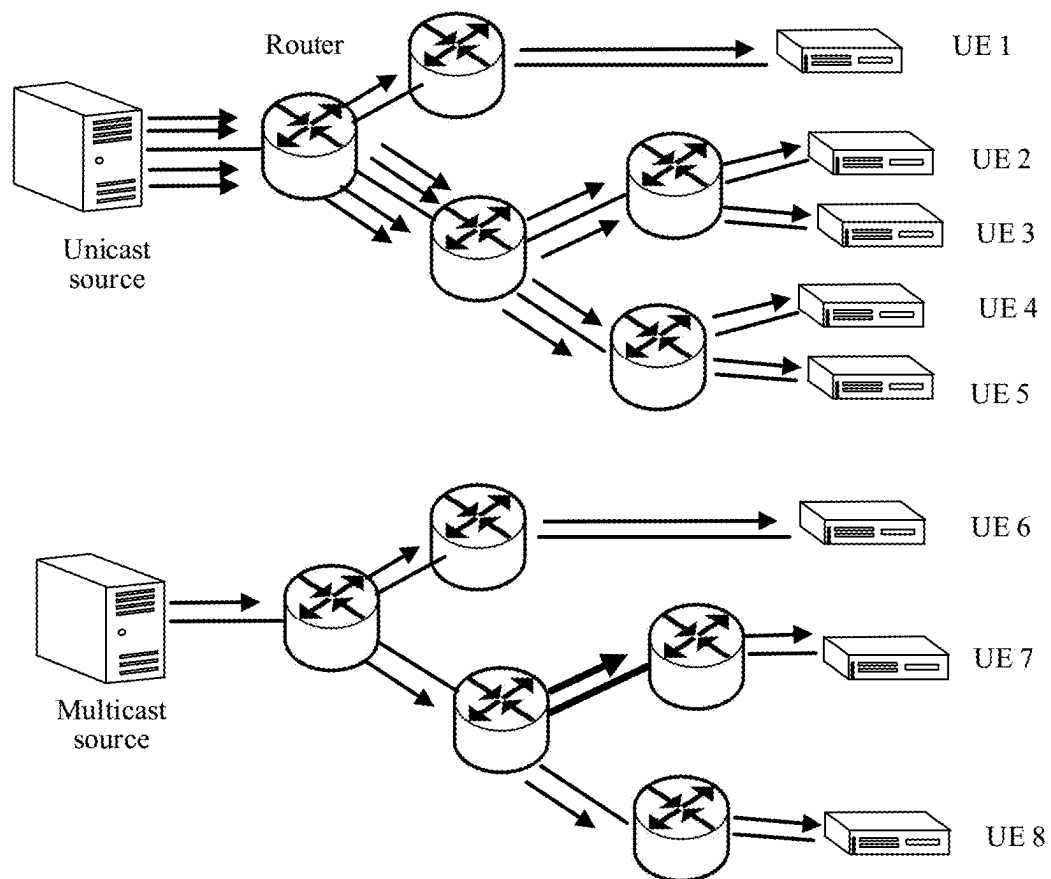 Router
UE 1
UE 2
Unicast
source
UE 3
UE 4
UE 5
UE 6
UE 7
Multicast
source
UE 8